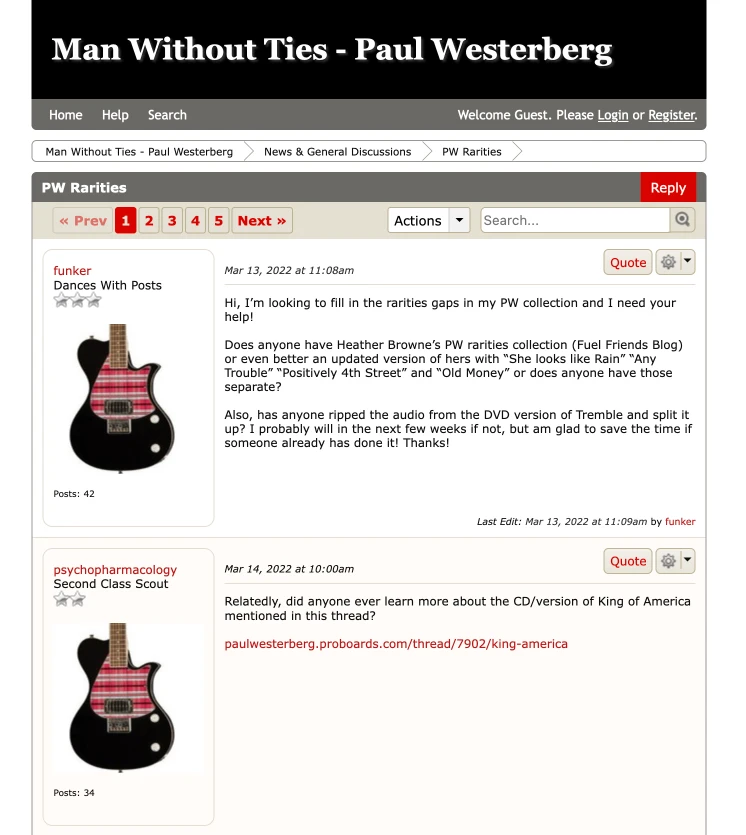 Man Without Ties - Paul Westerberg
Home Help Search Welcome Guest. Please Login or Register.
Man Without Ties - Paul Westerberg News & General Discussions PW Rarities
PW Rarities Reply
« Prev 1 2 3 4 5 Next » Actions Search...
funker
Dances With Posts
Posts: 42
Mar 13, 2022 at 11:08am Quote
Hi, I’m looking to fill in the rarities gaps in my PW collection and I need your
help!
Does anyone have Heather Browne’s PW rarities collection (Fuel Friends Blog)
or even better an updated version of hers with “She looks like Rain” “Any
Trouble” “Positively 4th Street” and “Old Money” or does anyone have those
separate?
Also, has anyone ripped the audio from the DVD version of Tremble and split it
up? I probably will in the next few weeks if not, but am glad to save the time if
someone already has done it! Thanks!
Last Edit: Mar 13, 2022 at 11:09am by funker
psychopharmacology
Second Class Scout
Posts: 34
Mar 14, 2022 at 10:00am Quote
Relatedly, did anyone ever learn more about the CD/version of King of America
mentioned in this thread?
paulwesterberg.proboards.com/thread/7902/king-america